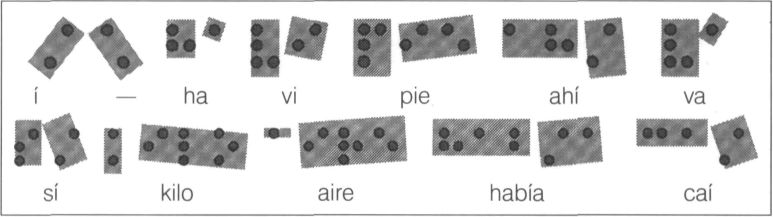 í — ha vi pie ahí va
sí kilo aire había caí